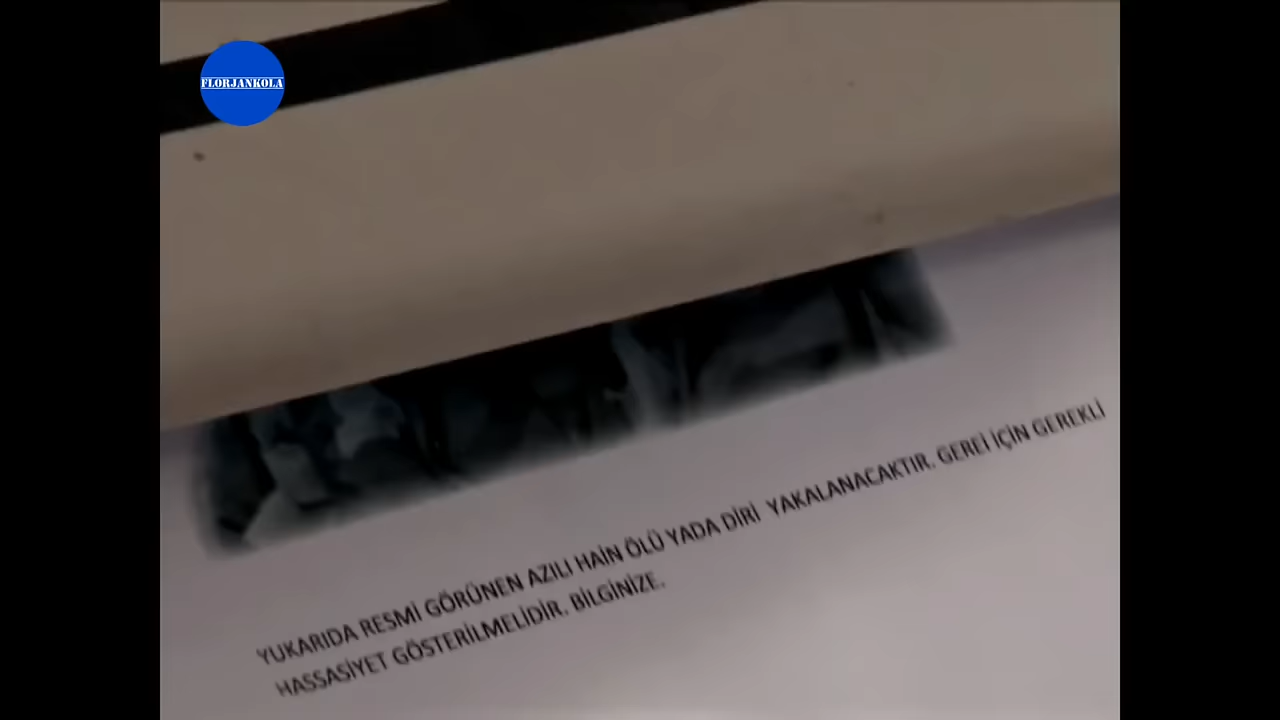 FLORJANKOLA
YUKARIDA RESMİ GÖRÜNEN AZILI HAİN ÖLÜ YADA DİRİ YAKALANACAKTIR. GEREİ İÇİN GEREKLİ
HASSASİYET GÖSTERİLMELİDİR. BİLGİNİZE.